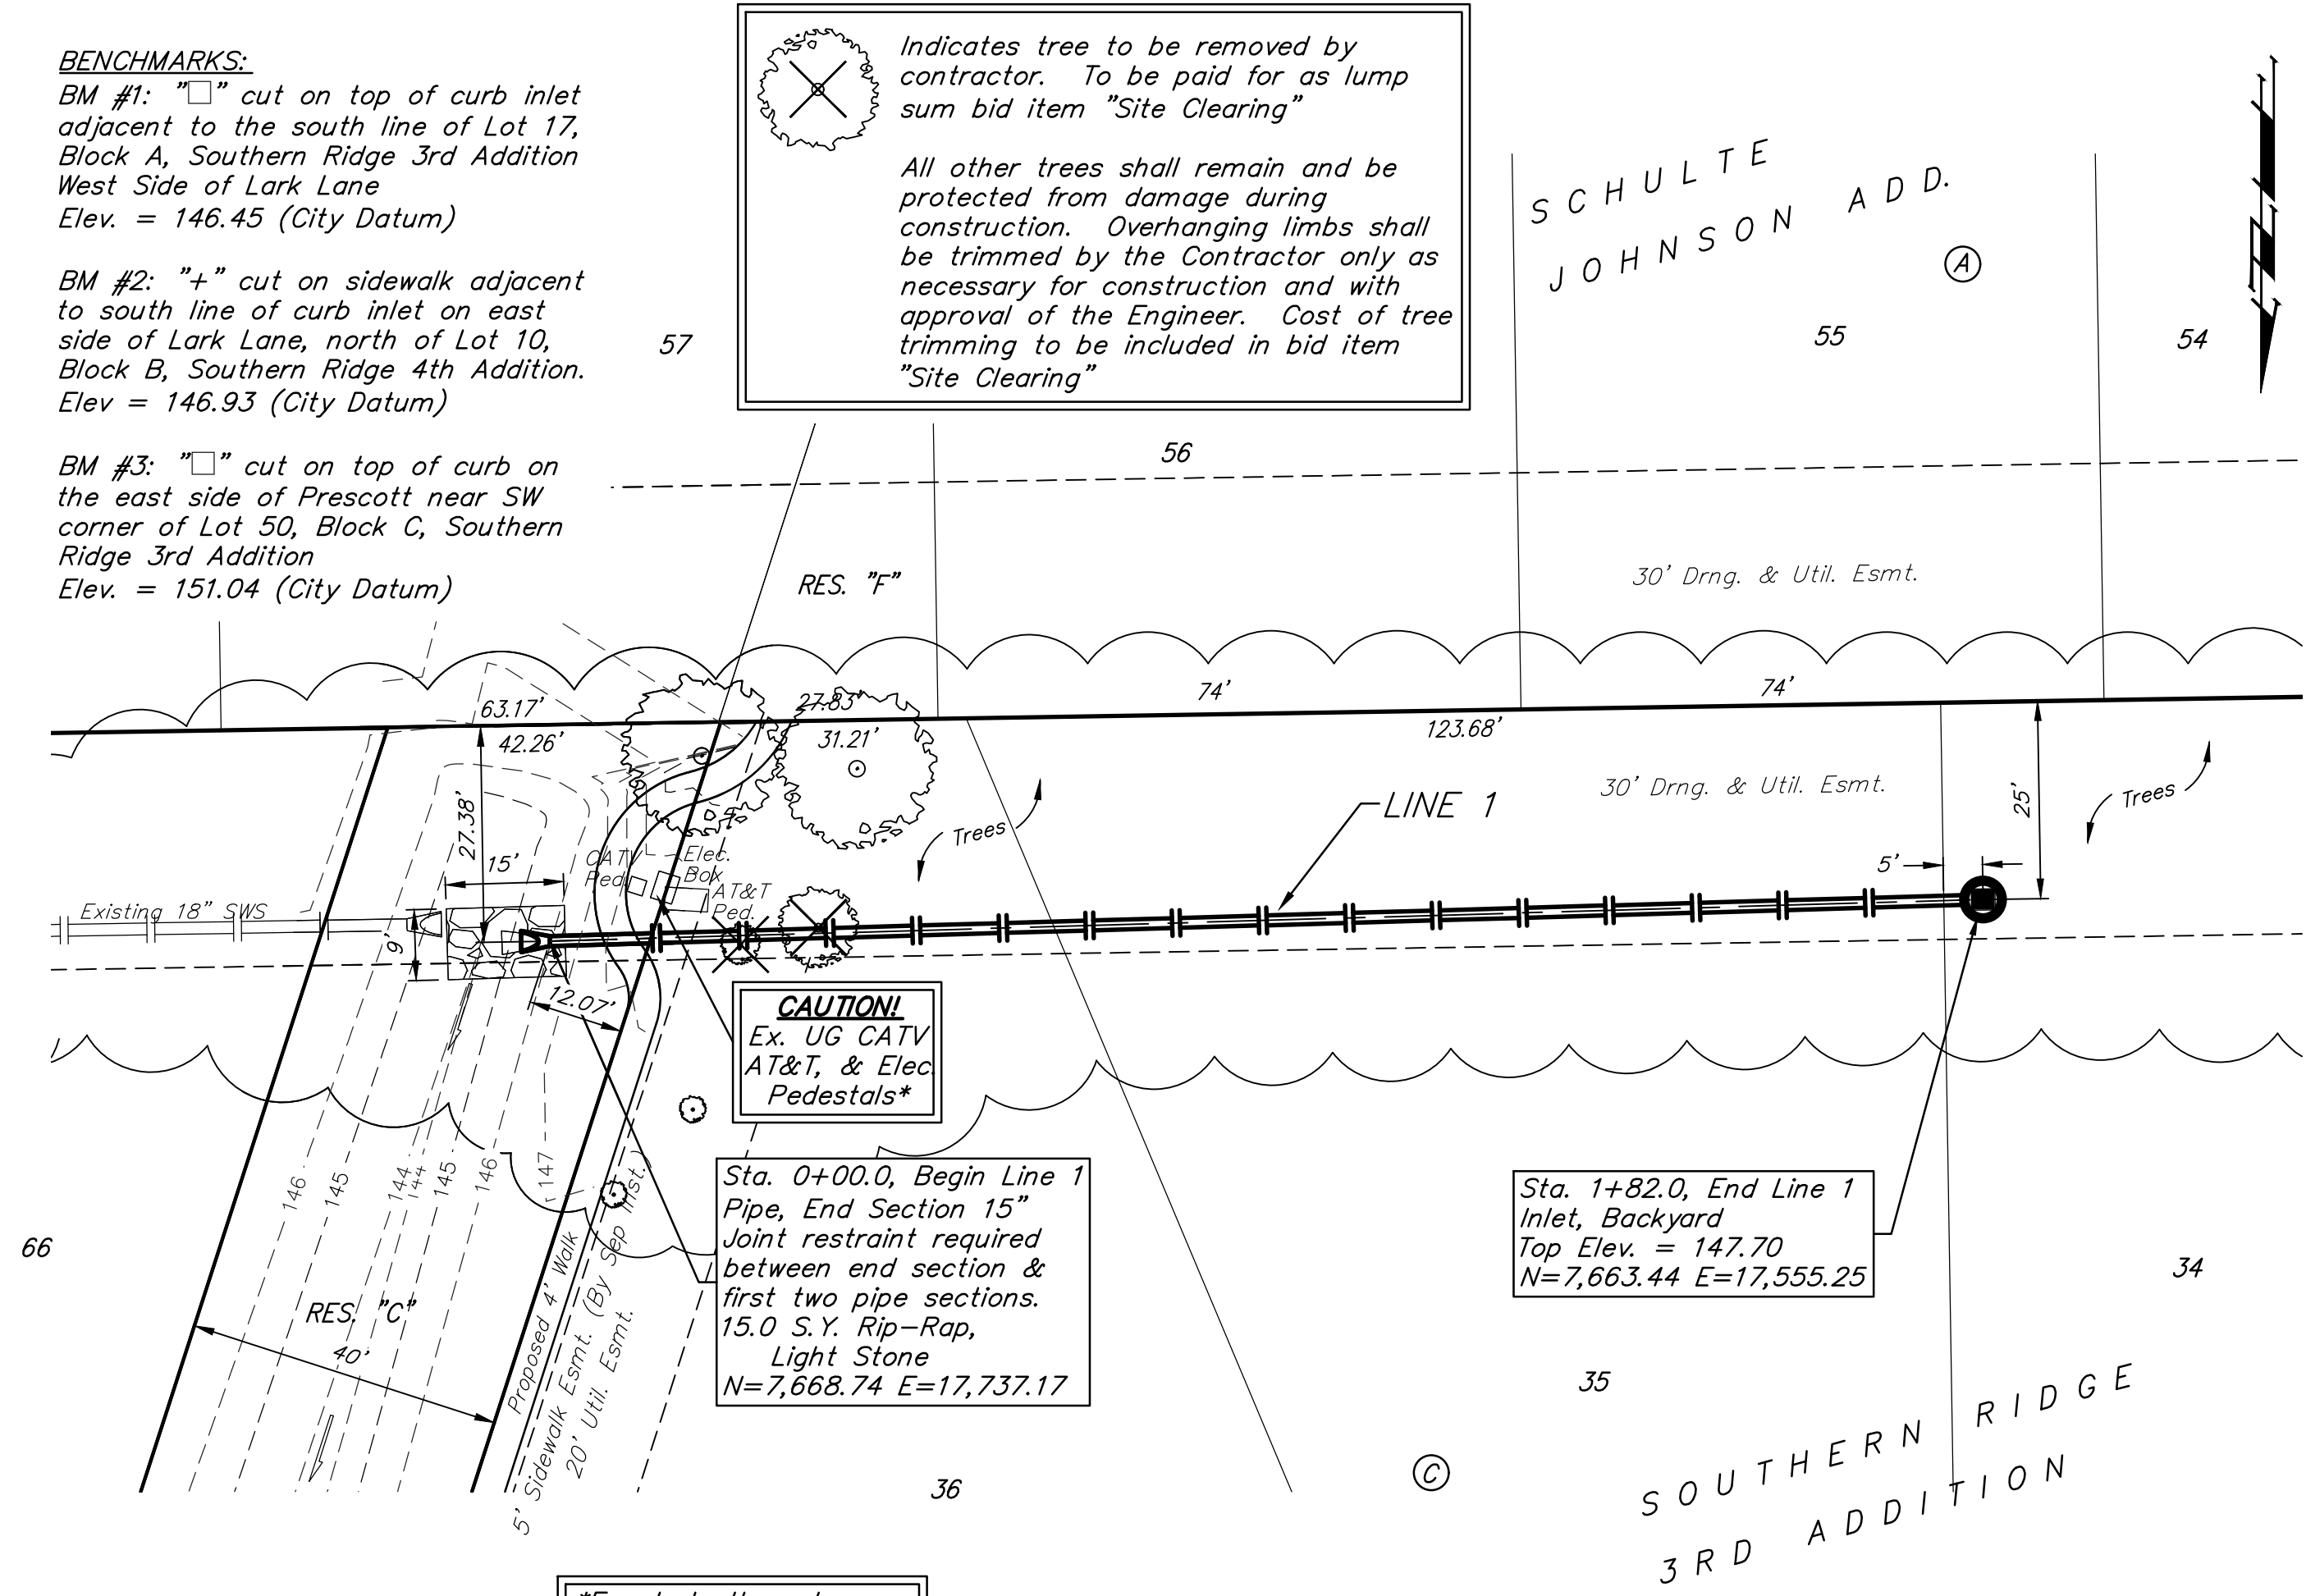 BENCHMARKS:
BM #1: "□" cut on top of curb inlet
adjacent to the south line of Lot 17,
Block A, Southern Ridge 3rd Addition
West Side of Lark Lane
Elev. = 146.45 (City Datum)
BM #2: "+" cut on sidewalk adjacent
to south line of curb inlet on east
side of Lark Lane, north of Lot 10,
Block B, Southern Ridge 4th Addition.
Elev = 146.93 (City Datum)
BM #3: "□" cut on top of curb on
the east side of Prescott near SW
corner of Lot 50, Block C, Southern
Ridge 3rd Addition
Elev. = 151.04 (City Datum)
Indicates tree to be removed by
contractor. To be paid for as lump
sum bid item "Site Clearing"
All other trees shall remain and be
protected from damage during
construction. Overhanging limbs shall
be trimmed by the Contractor only as
necessary for construction and with
approval of the Engineer. Cost of tree
trimming to be included in bid item
"Site Clearing"
SCHULTE
JOHNSON ADD.
A
57
56
55
54
RES. "F"
30' Drng. & Util. Esmt.
63.17'
27.83'
74'
74'
42.26'
31.21'
123.68'
30' Drng. & Util. Esmt.
LINE 1
27.38'
15'
9'
12.07'
25'
5'
Trees
Trees
CATV
Ped.
Elec.
Box
AT&T
Ped.
Existing 18" SWS
CAUTION!
Ex. UG CATV
AT&T, & Elec.
Pedestals*
Sta. 0+00.0, Begin Line 1
Pipe, End Section 15"
Joint restraint required
between end section &
first two pipe sections.
15.0 S.Y. Rip-Rap,
Light Stone
N=7,668.74 E=17,737.17
Sta. 1+82.0, End Line 1
Inlet, Backyard
Top Elev. = 147.70
N=7,663.44 E=17,555.25
146
145
144
144
145
146
147
66
RES. "C"
40'
Proposed 4' Walk
5' Sidewalk Esmt. (By Sep Inst.)
20' Util. Esmt.
34
35
36
C
SOUTHERN RIDGE
3RD ADDITION